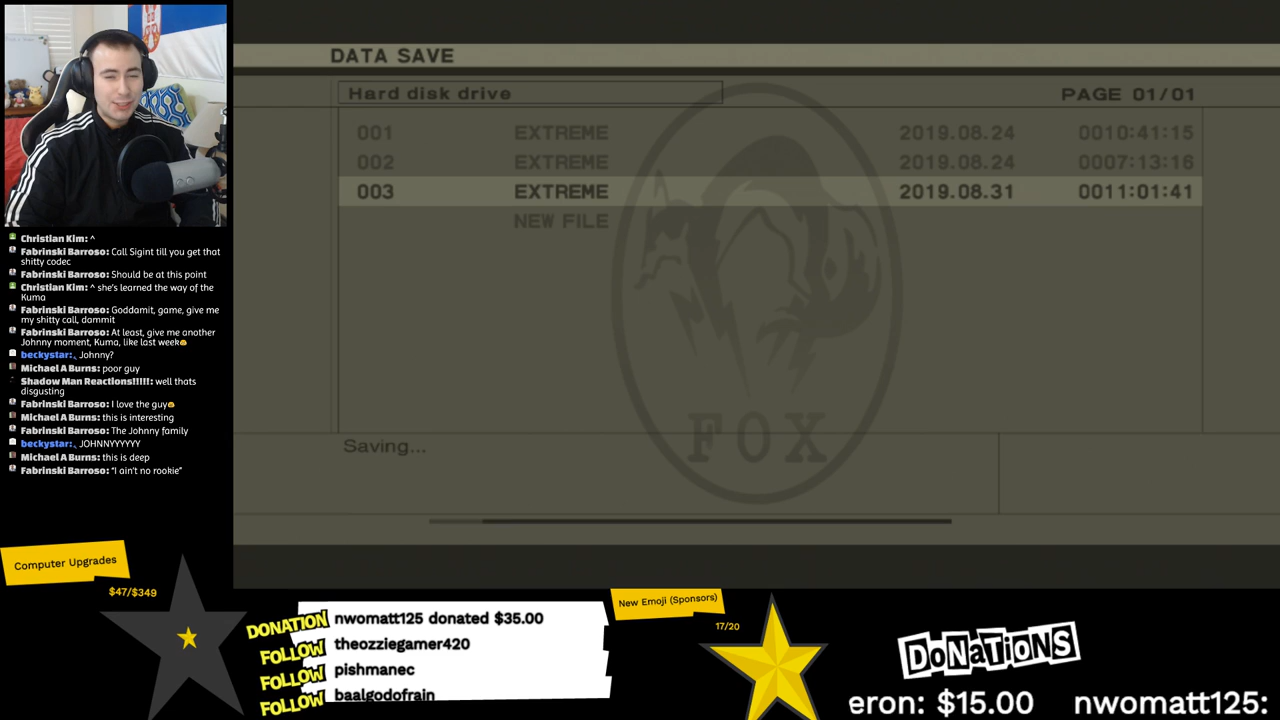 DATA SAVE
Hard disk drive
PAGE 01/01
001 EXTREME 2019.08.24 0010:41:15
002 EXTREME 2019.08.24 0007:13:16
003 EXTREME 2019.08.31 0011:01:41
NEW FILE
FOX
Saving...
Christian Kim: ^
Fabrinski Barroso: Call Sigint till you get that
shitty codec
Fabrinski Barroso: Should be at this point
Christian Kim: ^ she's learned the way of the
Kuma
Fabrinski Barroso: Goddamit, game, give me
my shitty call, dammit
Fabrinski Barroso: At least, give me another
Johnny moment, Kuma, like last week
beckystar: Johnny?
Michael A Burns: poor guy
Shadow Man Reactions!!!!!: well thats
disgusting
Fabrinski Barroso: I love the guy
Michael A Burns: this is interesting
Fabrinski Barroso: The Johnny family
beckystar: JOHNNYYYYYY
Michael A Burns: this is deep
Fabrinski Barroso: "I ain't no rookie"
Computer Upgrades
$47/$349
DONATION nwomatt125 donated $35.00
FOLLOW theozziegamer420
FOLLOW pishmanec
FOLLOW baalgodofrain
New Emoji (Sponsors)
17/20
DONATIONS
eron: $15.00 nwomatt125: